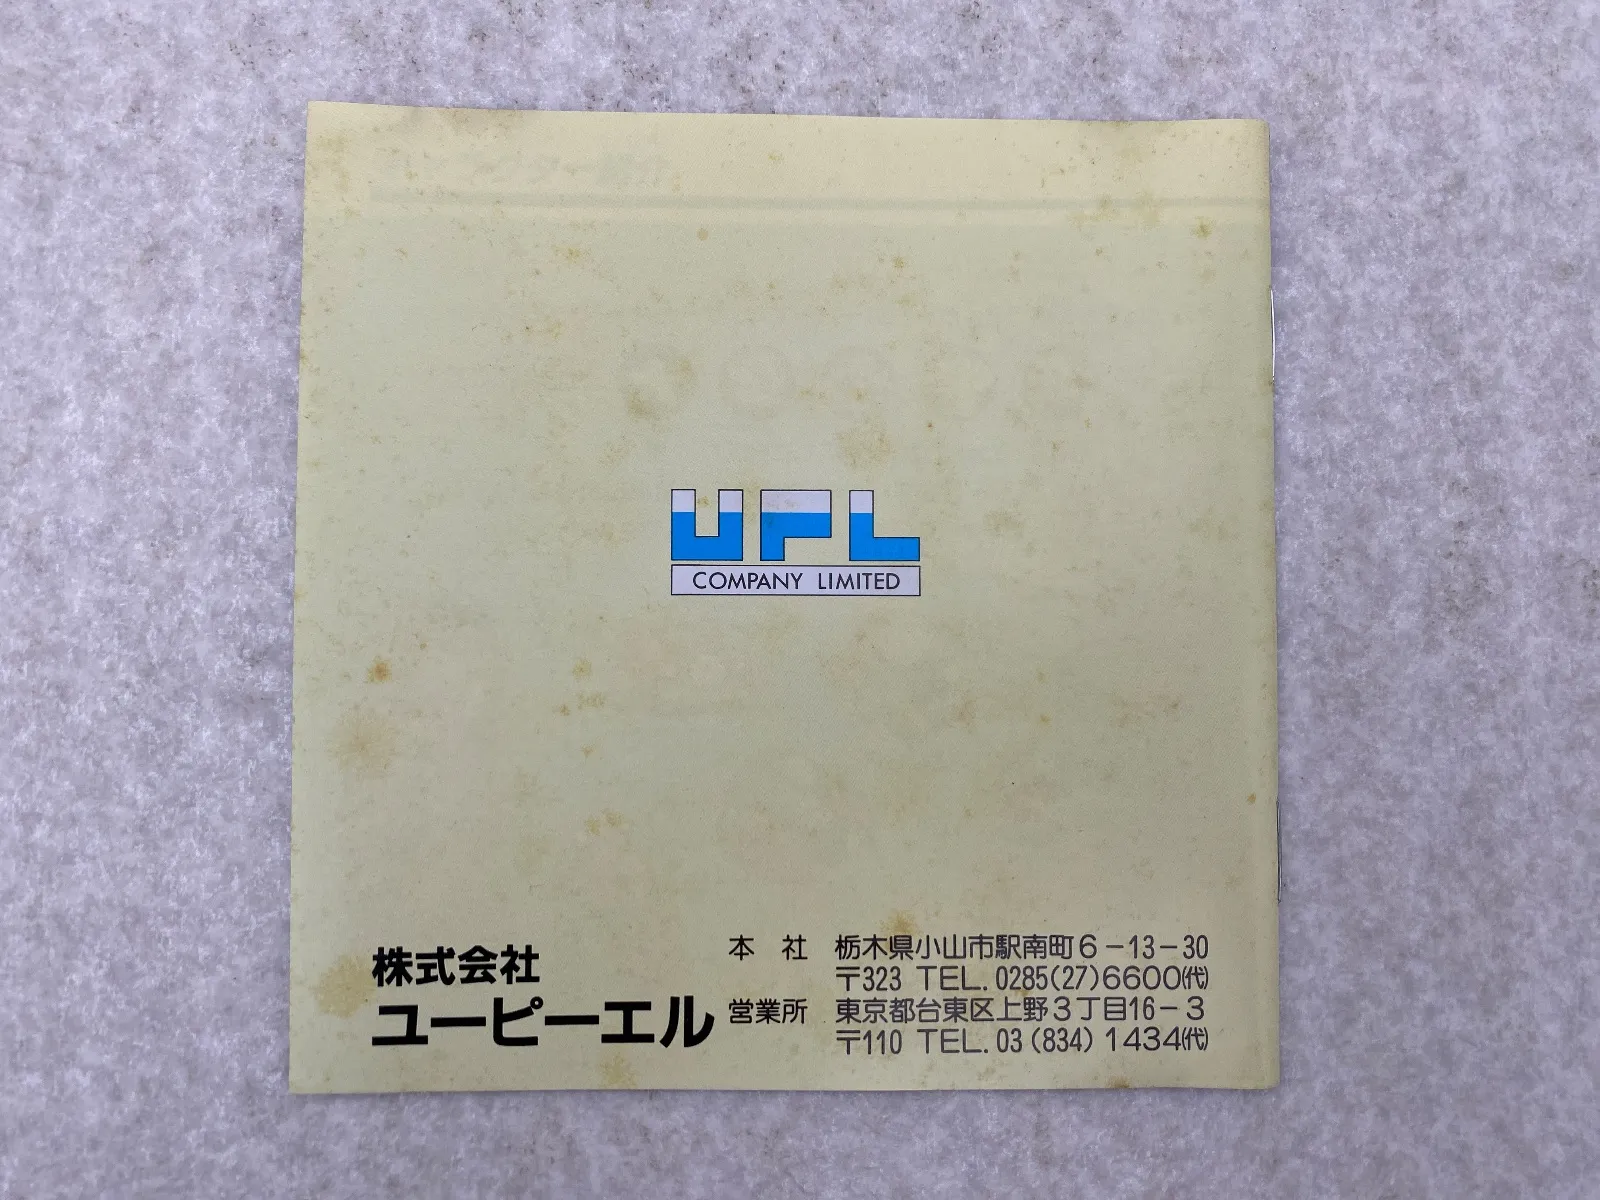 UPL
COMPANY LIMITED
株式会社
ユーピーエル
本社 栃木県小山市駅南町6-13-30
〒323 TEL. 0285(27)6600(代)
営業所 東京都台東区上野3丁目16-3
〒110 TEL. 03(834)1434(代)